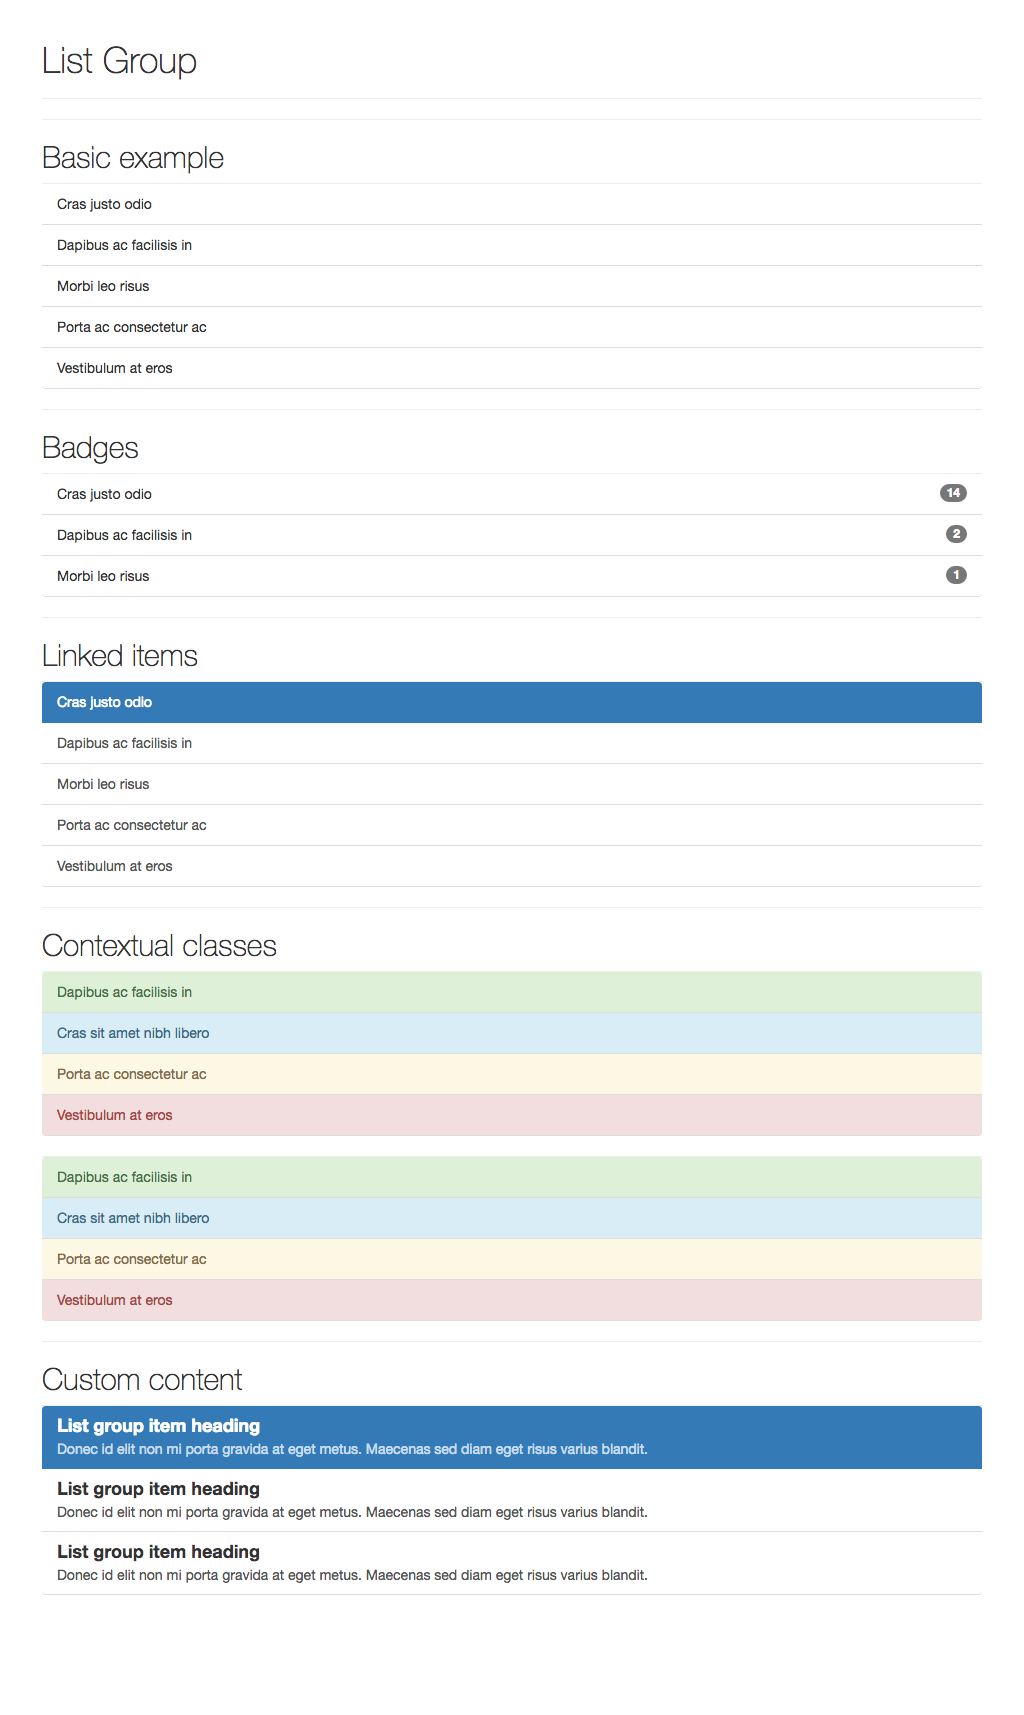 List Group
Basic example
Cras justo odio
Dapibus ac facilisis in
Morbi leo risus
Porta ac consectetur ac
Vestibulum at eros
Badges
Cras justo odio 14
Dapibus ac facilisis in 2
Morbi leo risus 1
Linked items
Cras justo odio
Dapibus ac facilisis in
Morbi leo risus
Porta ac consectetur ac
Vestibulum at eros
Contextual classes
Dapibus ac facilisis in
Cras sit amet nibh libero
Porta ac consectetur ac
Vestibulum at eros
Dapibus ac facilisis in
Cras sit amet nibh libero
Porta ac consectetur ac
Vestibulum at eros
Custom content
List group item heading
Donec id elit non mi porta gravida at eget metus. Maecenas sed diam eget risus varius blandit.
List group item heading
Donec id elit non mi porta gravida at eget metus. Maecenas sed diam eget risus varius blandit.
List group item heading
Donec id elit non mi porta gravida at eget metus. Maecenas sed diam eget risus varius blandit.